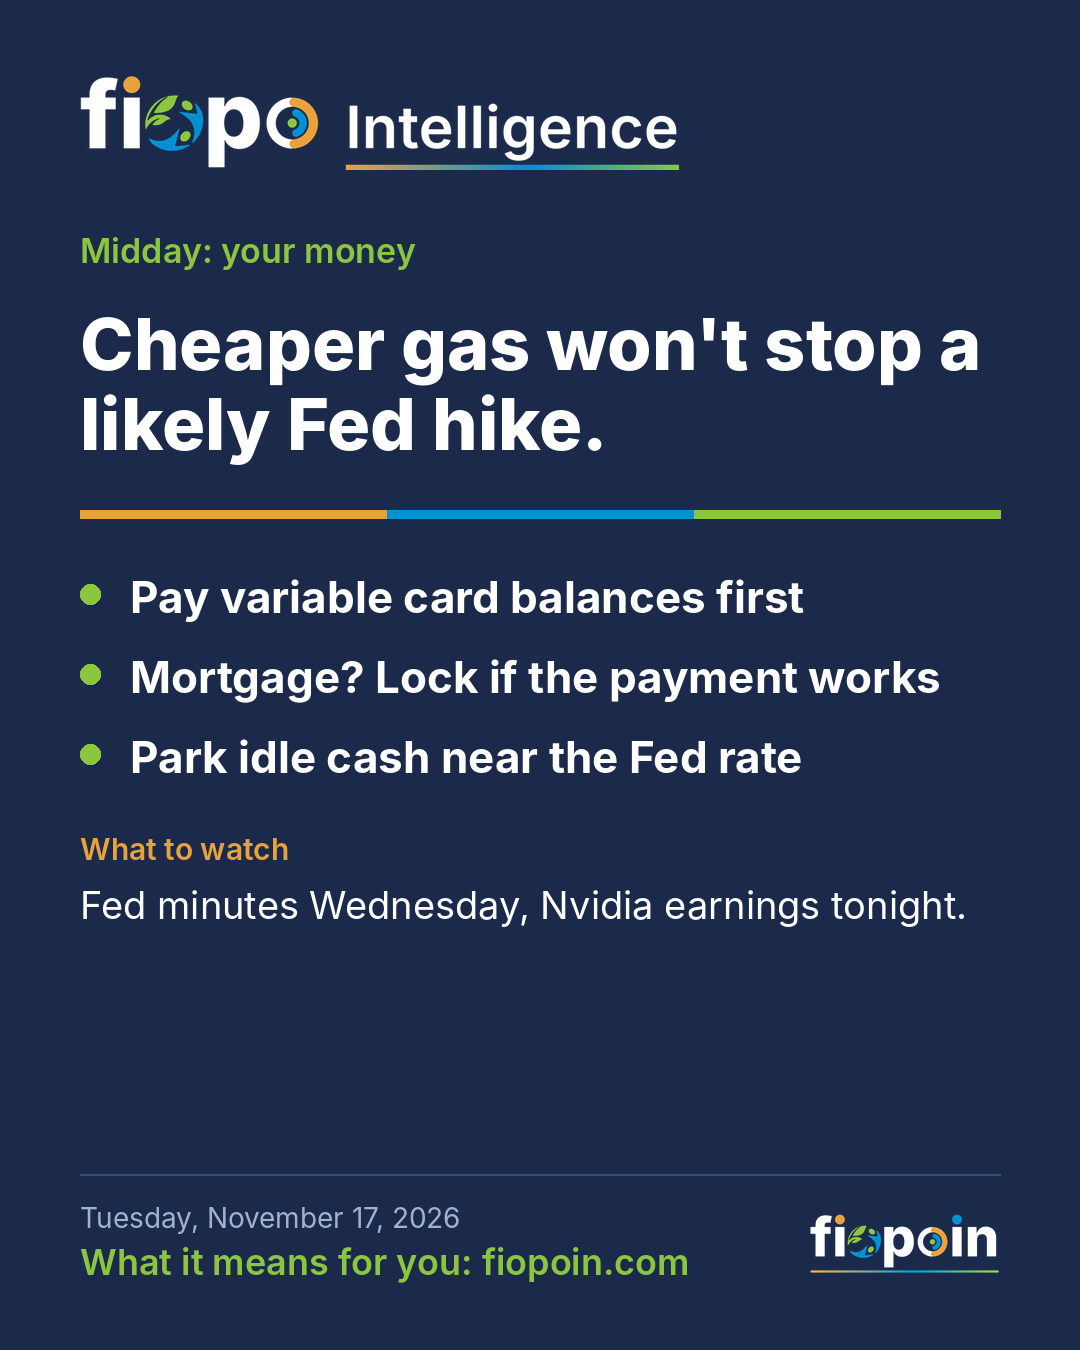 fiopo Intelligence
Midday: your money
Cheaper gas won't stop a
likely Fed hike.
Pay variable card balances first
Mortgage? Lock if the payment works
Park idle cash near the Fed rate
What to watch
Fed minutes Wednesday, Nvidia earnings tonight.
Tuesday, November 17, 2026
What it means for you: fiopoin.com
fiopoin